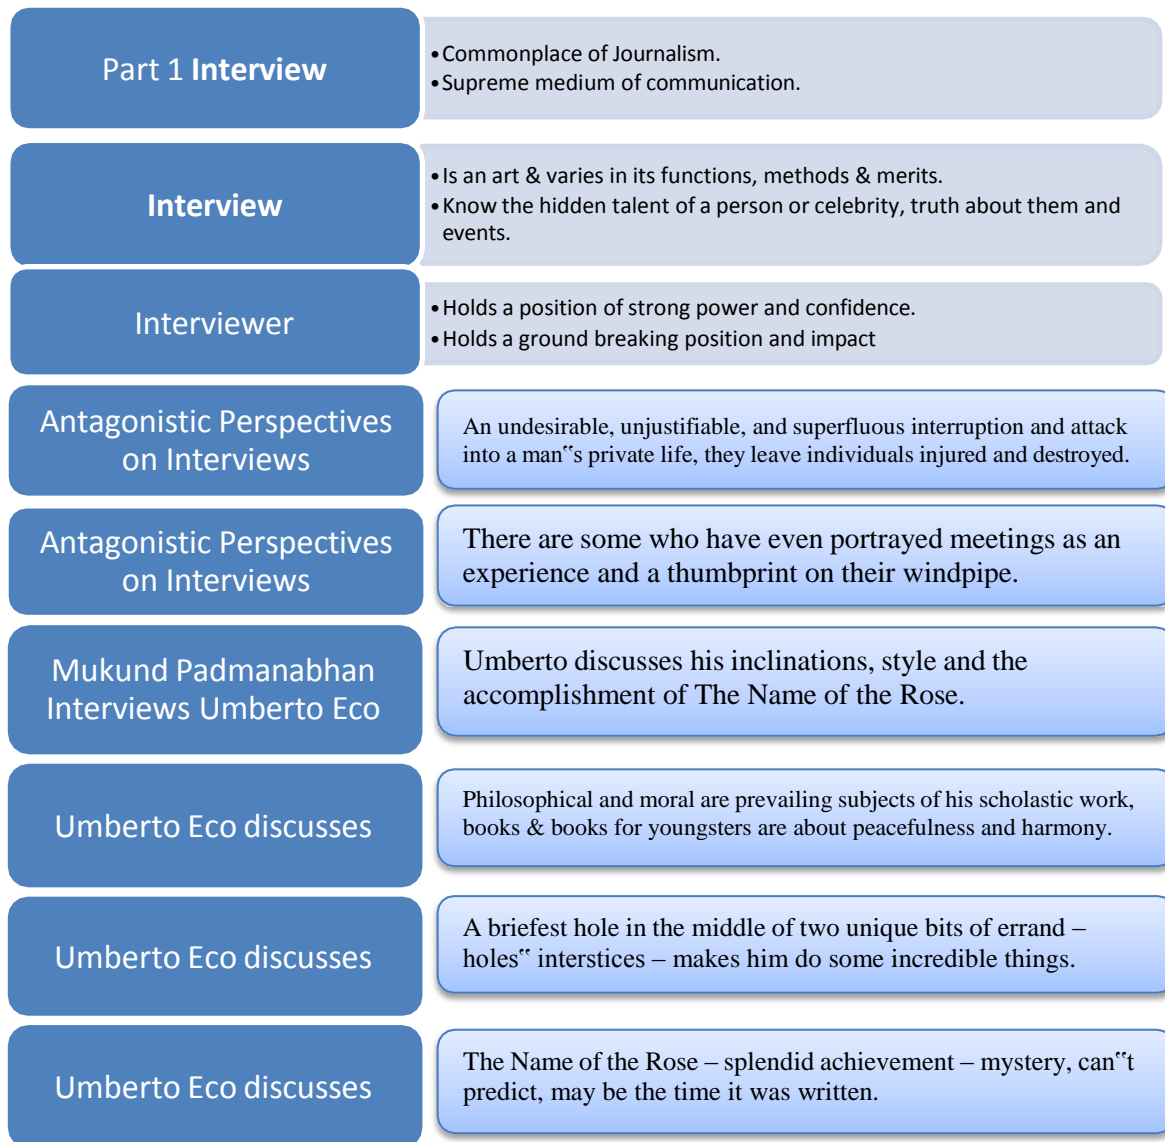 Part 1 Interview
•Commonplace of Journalism.
•Supreme medium of communication.
Interview
•Is an art & varies in its functions, methods & merits.
•Know the hidden talent of a person or celebrity, truth about them and
events.
Interviewer
•Holds a position of strong power and confidence.
•Holds a ground breaking position and impact
Antagonistic Perspectives
on Interviews
An undesirable, unjustifiable, and superfluous interruption and attack
into a man‟s private life, they leave individuals injured and destroyed.
Antagonistic Perspectives
on Interviews
There are some who have even portrayed meetings as an
experience and a thumbprint on their windpipe.
Mukund Padmanabhan
Interviews Umberto Eco
Umberto discusses his inclinations, style and the
accomplishment of The Name of the Rose.
Umberto Eco discusses
Philosophical and moral are prevailing subjects of his scholastic work,
books & books for youngsters are about peacefulness and harmony.
Umberto Eco discusses
A briefest hole in the middle of two unique bits of errand –
holes‟ interstices – makes him do some incredible things.
Umberto Eco discusses
The Name of the Rose – splendid achievement – mystery, can‟t
predict, may be the time it was written.